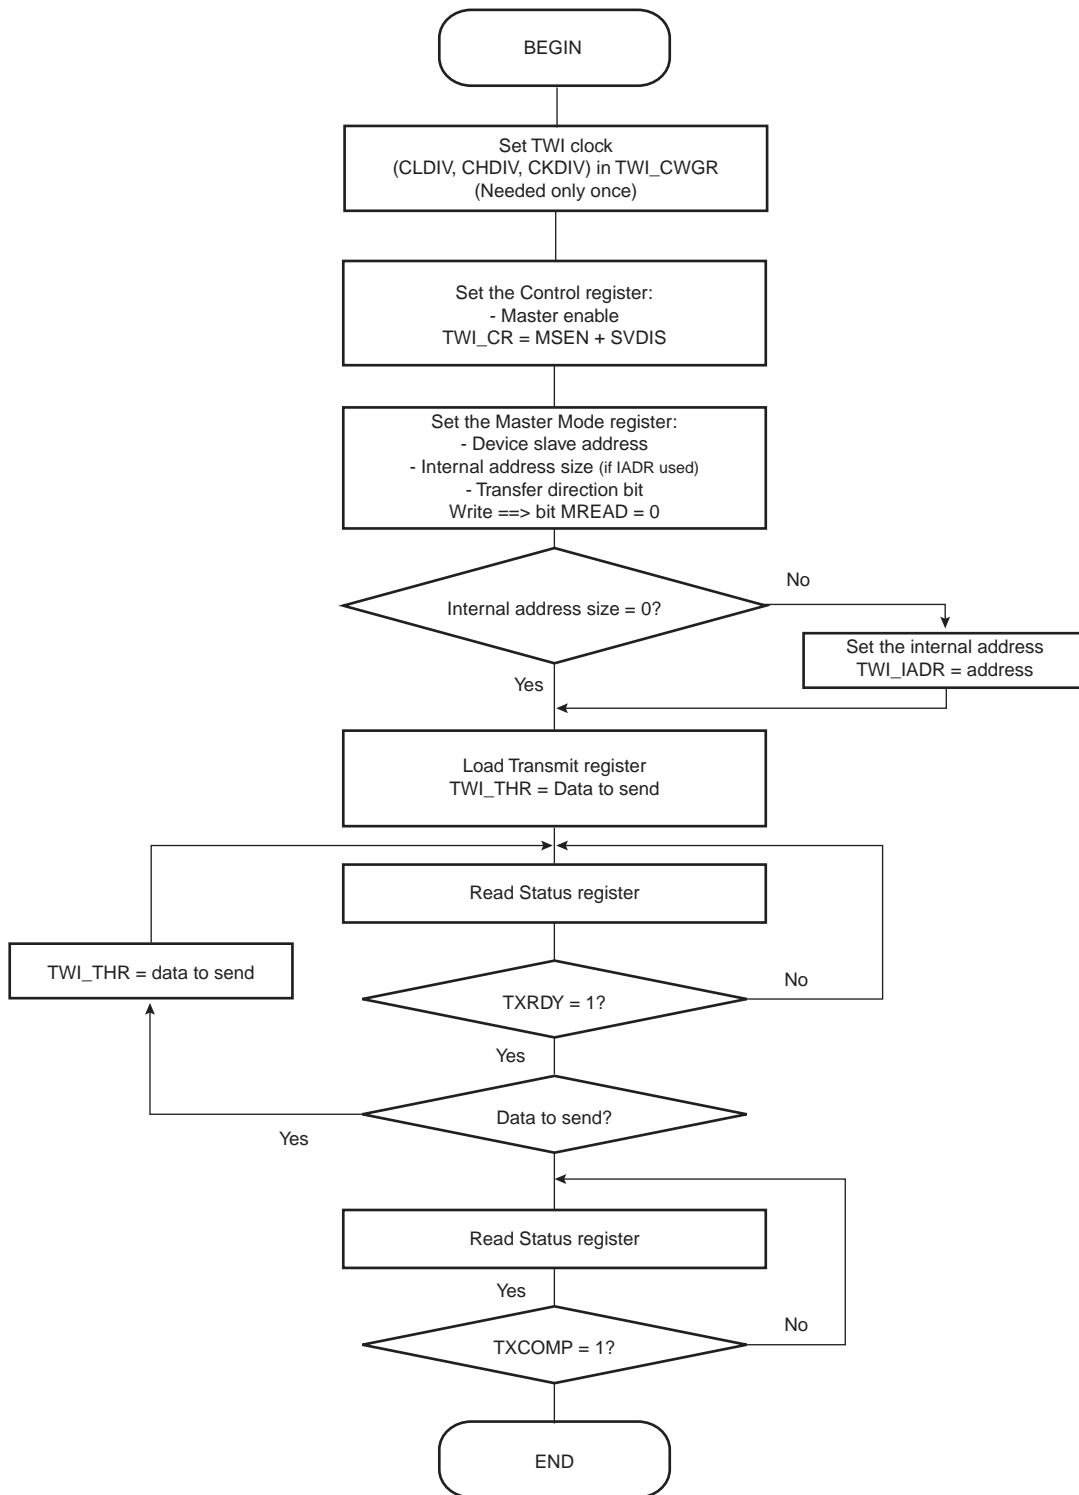 BEGIN
Set TWI clock
(CLDIV, CHDIV, CKDIV) in TWI_CWGR
(Needed only once)
Set the Control register:
- Master enable
TWI_CR = MSEN + SVDIS
Set the Master Mode register:
- Device slave address
- Internal address size (if IADR used)
- Transfer direction bit
Write ==> bit MREAD = 0
Internal address size = 0?
No
Set the internal address
TWI_IADR = address
Yes
Load Transmit register
TWI_THR = Data to send
Read Status register
TWI_THR = data to send
TXRDY = 1?
No
Yes
Data to send?
Yes
Read Status register
Yes
TXCOMP = 1?
No
END